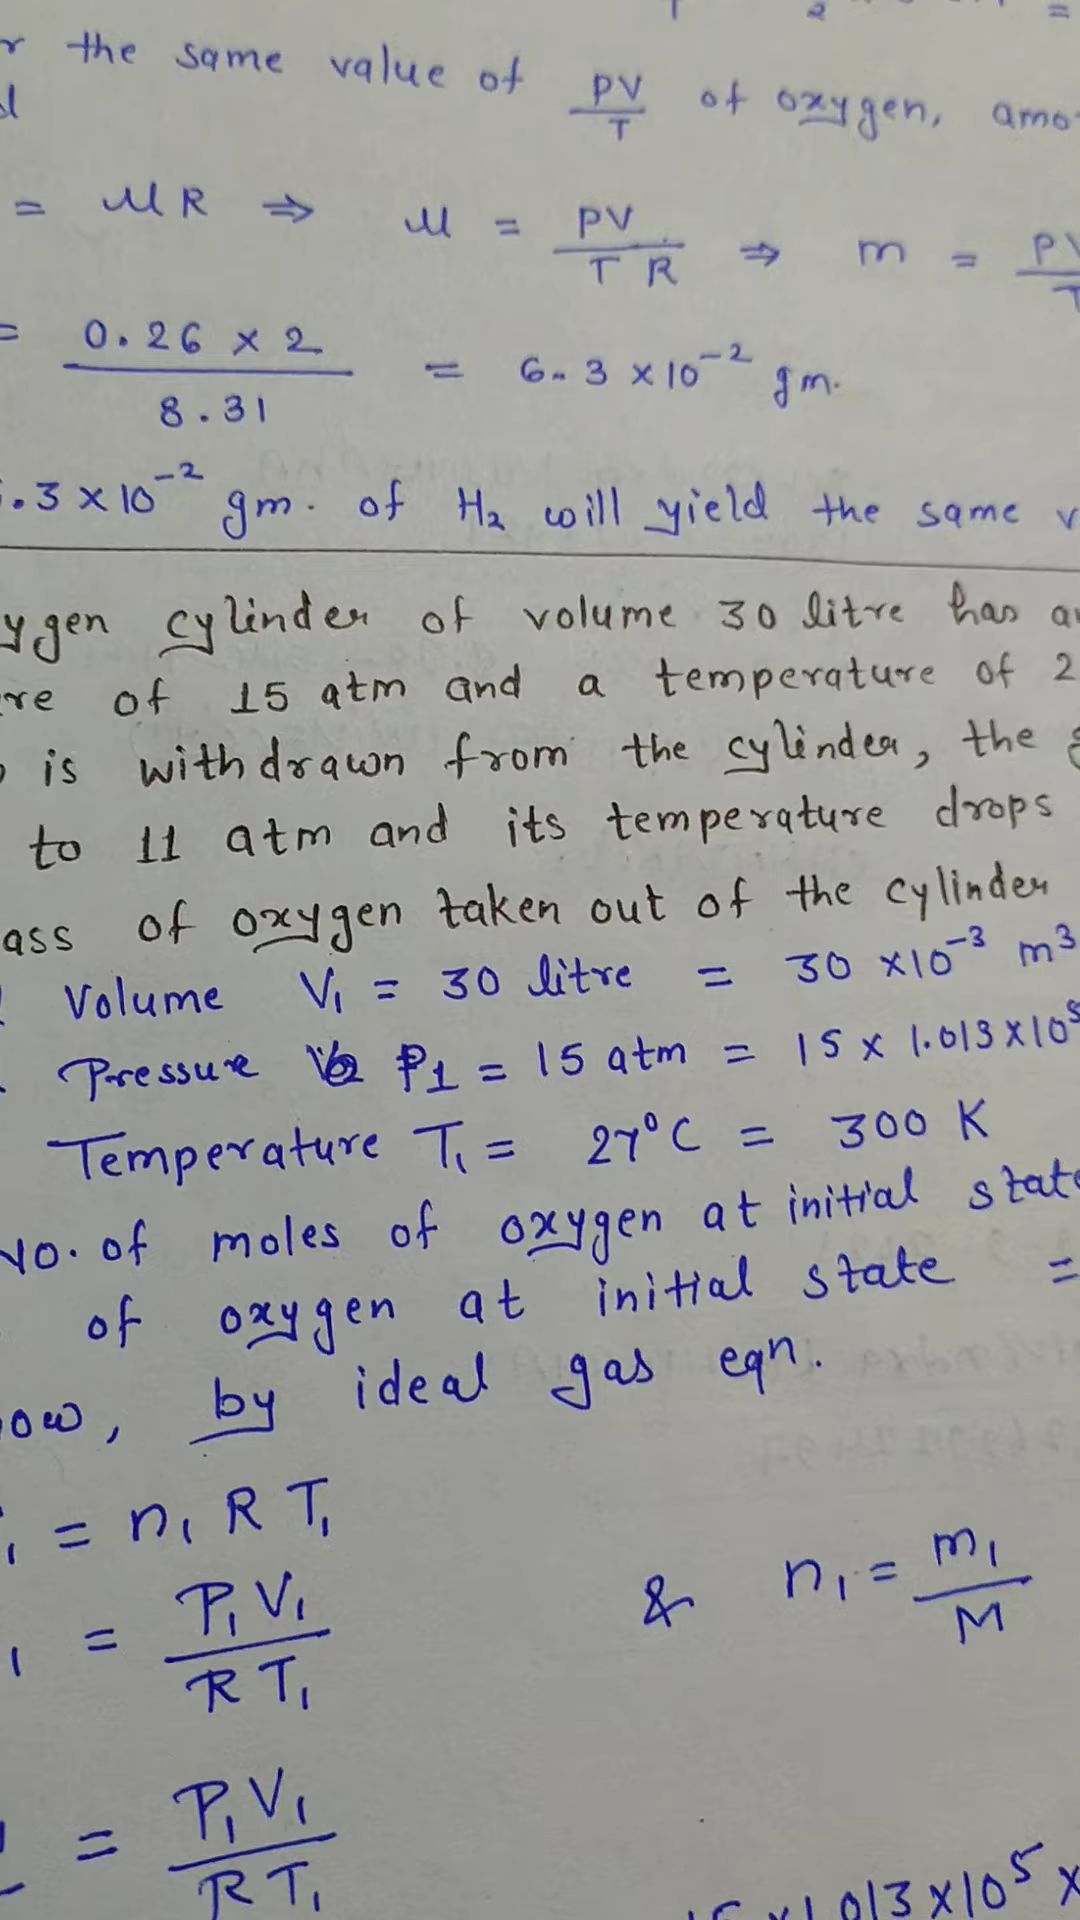 the same value of PV/T of oxygen,
= μR ⇒ μ = PV/TR ⇒ m =
= 0.26 × 2 / 8.31 = 6.3 × 10⁻² gm.
.3 × 10⁻² gm. of H₂ will yield the same
ygen cylinder of volume 30 litre has
re of 15 atm and a temperature of 2
is withdrawn from the cylinder, the
to 11 atm and its temperature drops
ass of oxygen taken out of the cylinder
Volume V₁ = 30 litre = 30 × 10⁻³ m³
Pressure P1 = 15 atm = 15 × 1.013 × 10⁵
Temperature T₁ = 27°C = 300 K
No. of moles of oxygen at initial state
of oxygen at initial state =
ow, by ideal gas eqn.
₁ = n₁ R T₁
₁ = P₁V₁/RT₁ & n₁ = m₁/M
= P₁V₁/RT₁
1.013 × 10⁵ ×